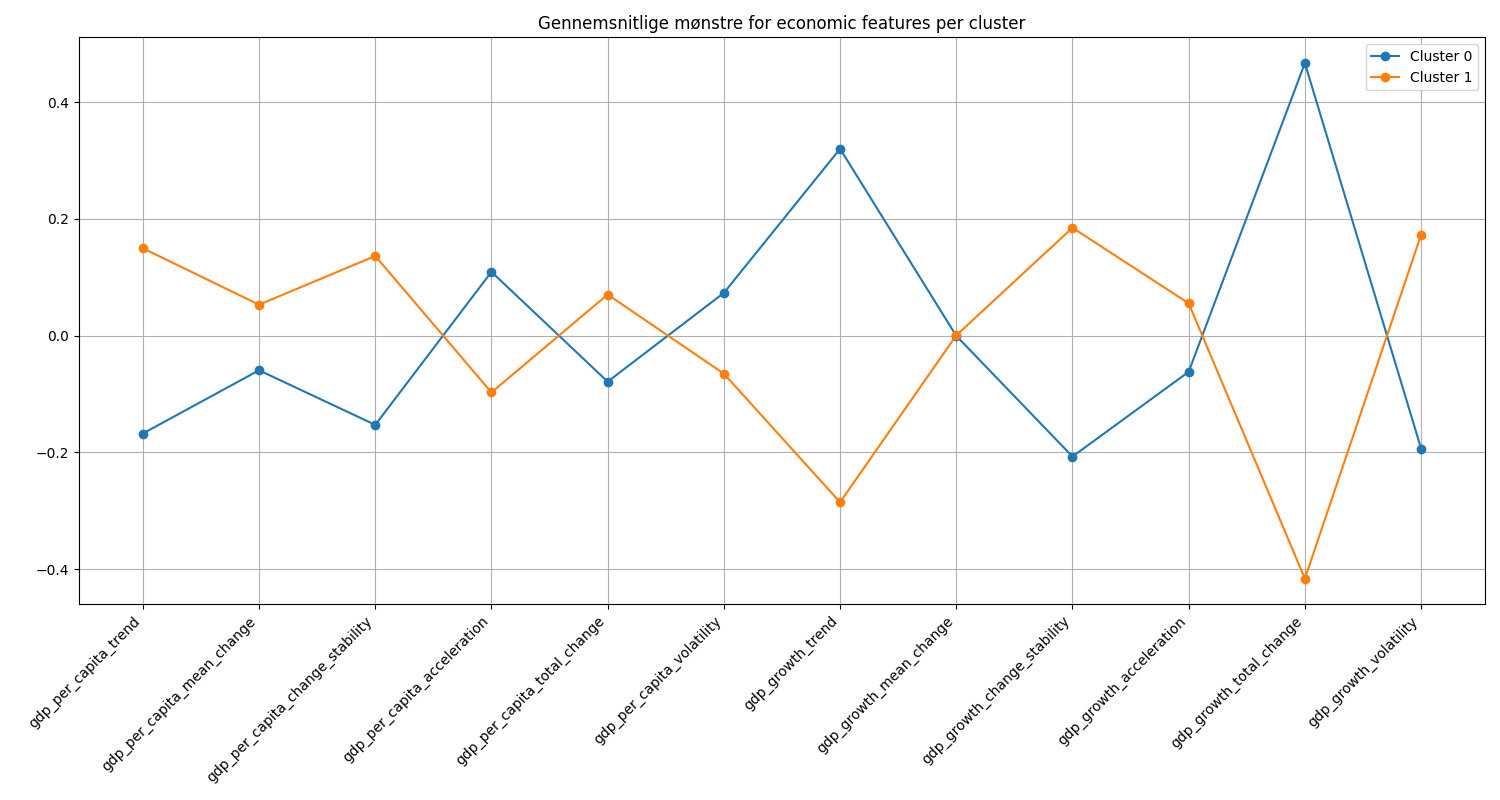 Gennemsnitlige mønstre for economic features per cluster
Cluster 0
Cluster 1
0.4
0.2
0.0
−0.2
−0.4
gdp_per_capita_trend
gdp_per_capita_mean_change
gdp_per_capita_change_stability
gdp_per_capita_acceleration
gdp_per_capita_total_change
gdp_per_capita_volatility
gdp_growth_trend
gdp_growth_mean_change
gdp_growth_change_stability
gdp_growth_acceleration
gdp_growth_total_change
gdp_growth_volatility